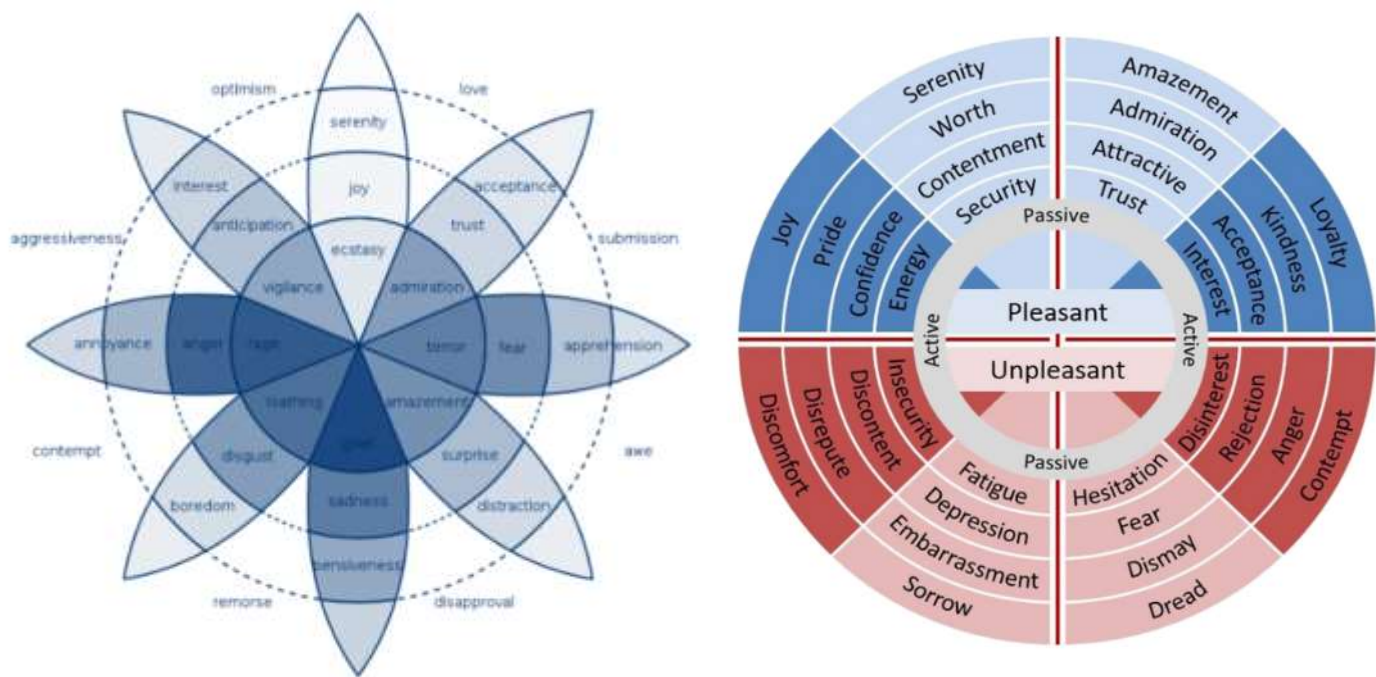 optimism
love
serenity
interest
joy
acceptance
anticipation
trust
aggressiveness
submission
ecstasy
vigilance
admiration
annoyance
anger
rage
terror
fear
apprehension
loathing
amazement
grief
contempt
disgust
surprise
awe
boredom
sadness
distraction
pensiveness
remorse
disapproval
Serenity
Worth
Contentment
Security
Amazement
Admiration
Attractive
Trust
Joy
Pride
Confidence
Energy
Interest
Acceptance
Kindness
Loyalty
Passive
Active
Pleasant
Active
Unpleasant
Passive
Discomfort
Disrepute
Discontent
Insecurity
Disinterest
Rejection
Anger
Contempt
Fatigue
Depression
Embarrassment
Sorrow
Hesitation
Fear
Dismay
Dread